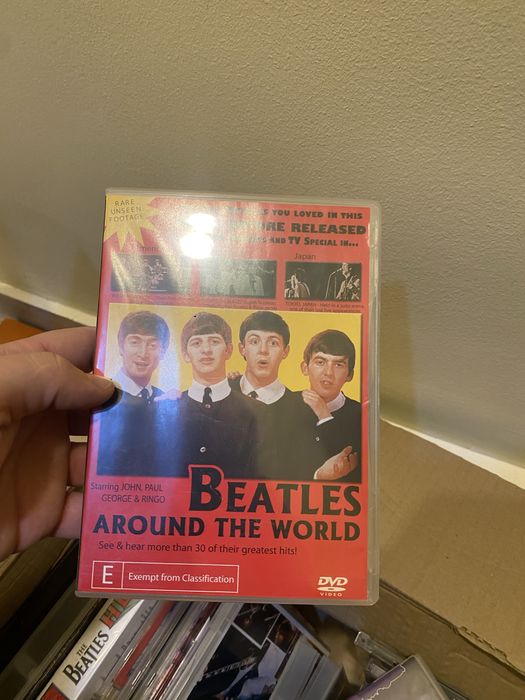 RARE
UNSEEN
FOOTAGE
YOU LOVED IN THIS
RELEASED
AND TV SPECIAL IN...
Japan
TOKYO, JAPAN
Starring JOHN, PAUL
GEORGE & RINGO
BEATLES
AROUND THE WORLD
See & hear more than 30 of their greatest hits!
E Exempt from Classification
DVD
VIDEO
THE
BEATLES